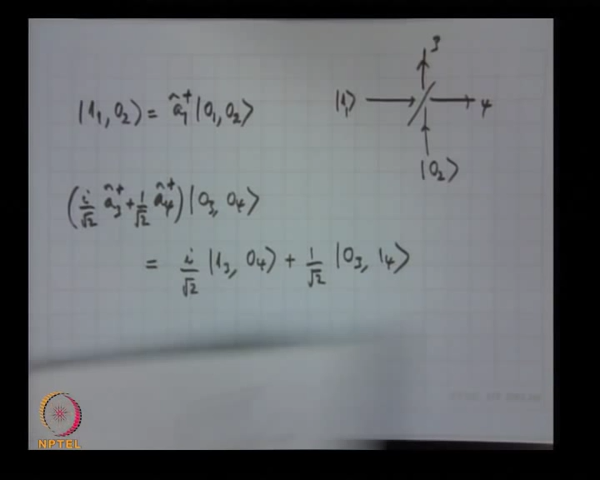 |1₁, 0₂⟩ = â₁† |0₁, 0₂⟩
3
|1₁⟩
4
|0₂⟩
(i/√2 â₃† + 1/√2 â₄†) |0₃, 0₄⟩
= i/√2 |1₃, 0₄⟩ + 1/√2 |0₃, 1₄⟩
NPTEL